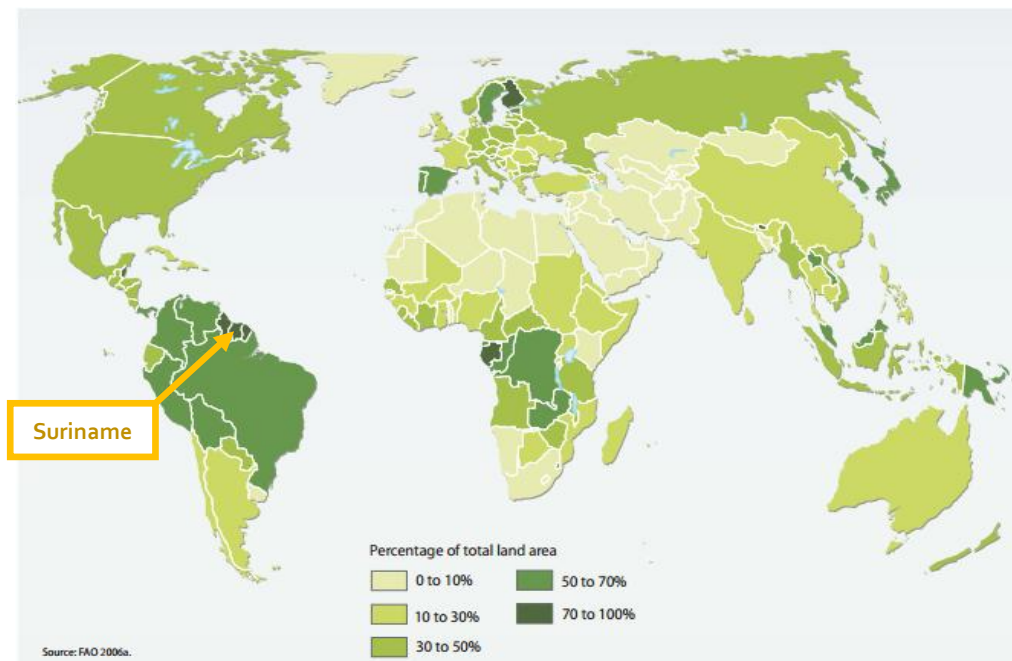 Suriname
Percentage of total land area
0 to 10%
50 to 70%
10 to 30%
70 to 100%
30 to 50%
Source: FAO 2006a.